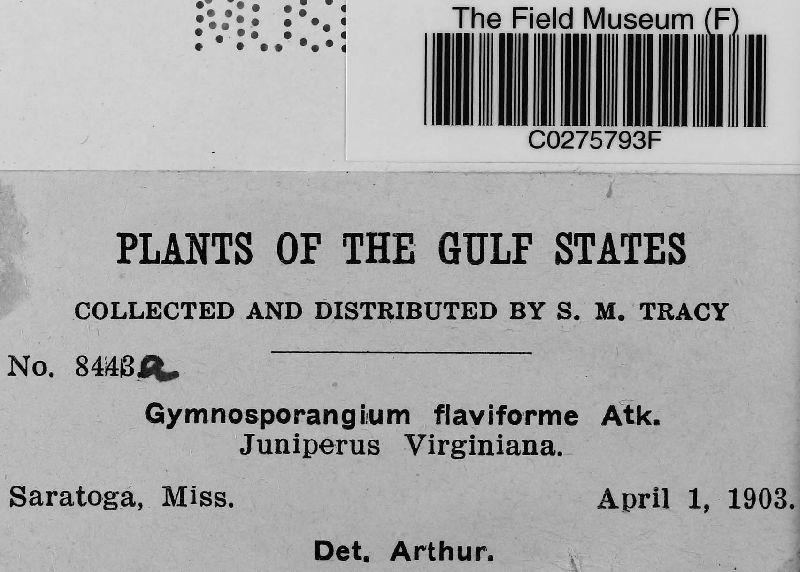 The Field Museum (F)
C0275793F
PLANTS OF THE GULF STATES
COLLECTED AND DISTRIBUTED BY S. M. TRACY
No. 8443a
Gymnosporangium flaviforme Atk.
Juniperus Virginiana.
Saratoga, Miss. April 1, 1903.
Det. Arthur.